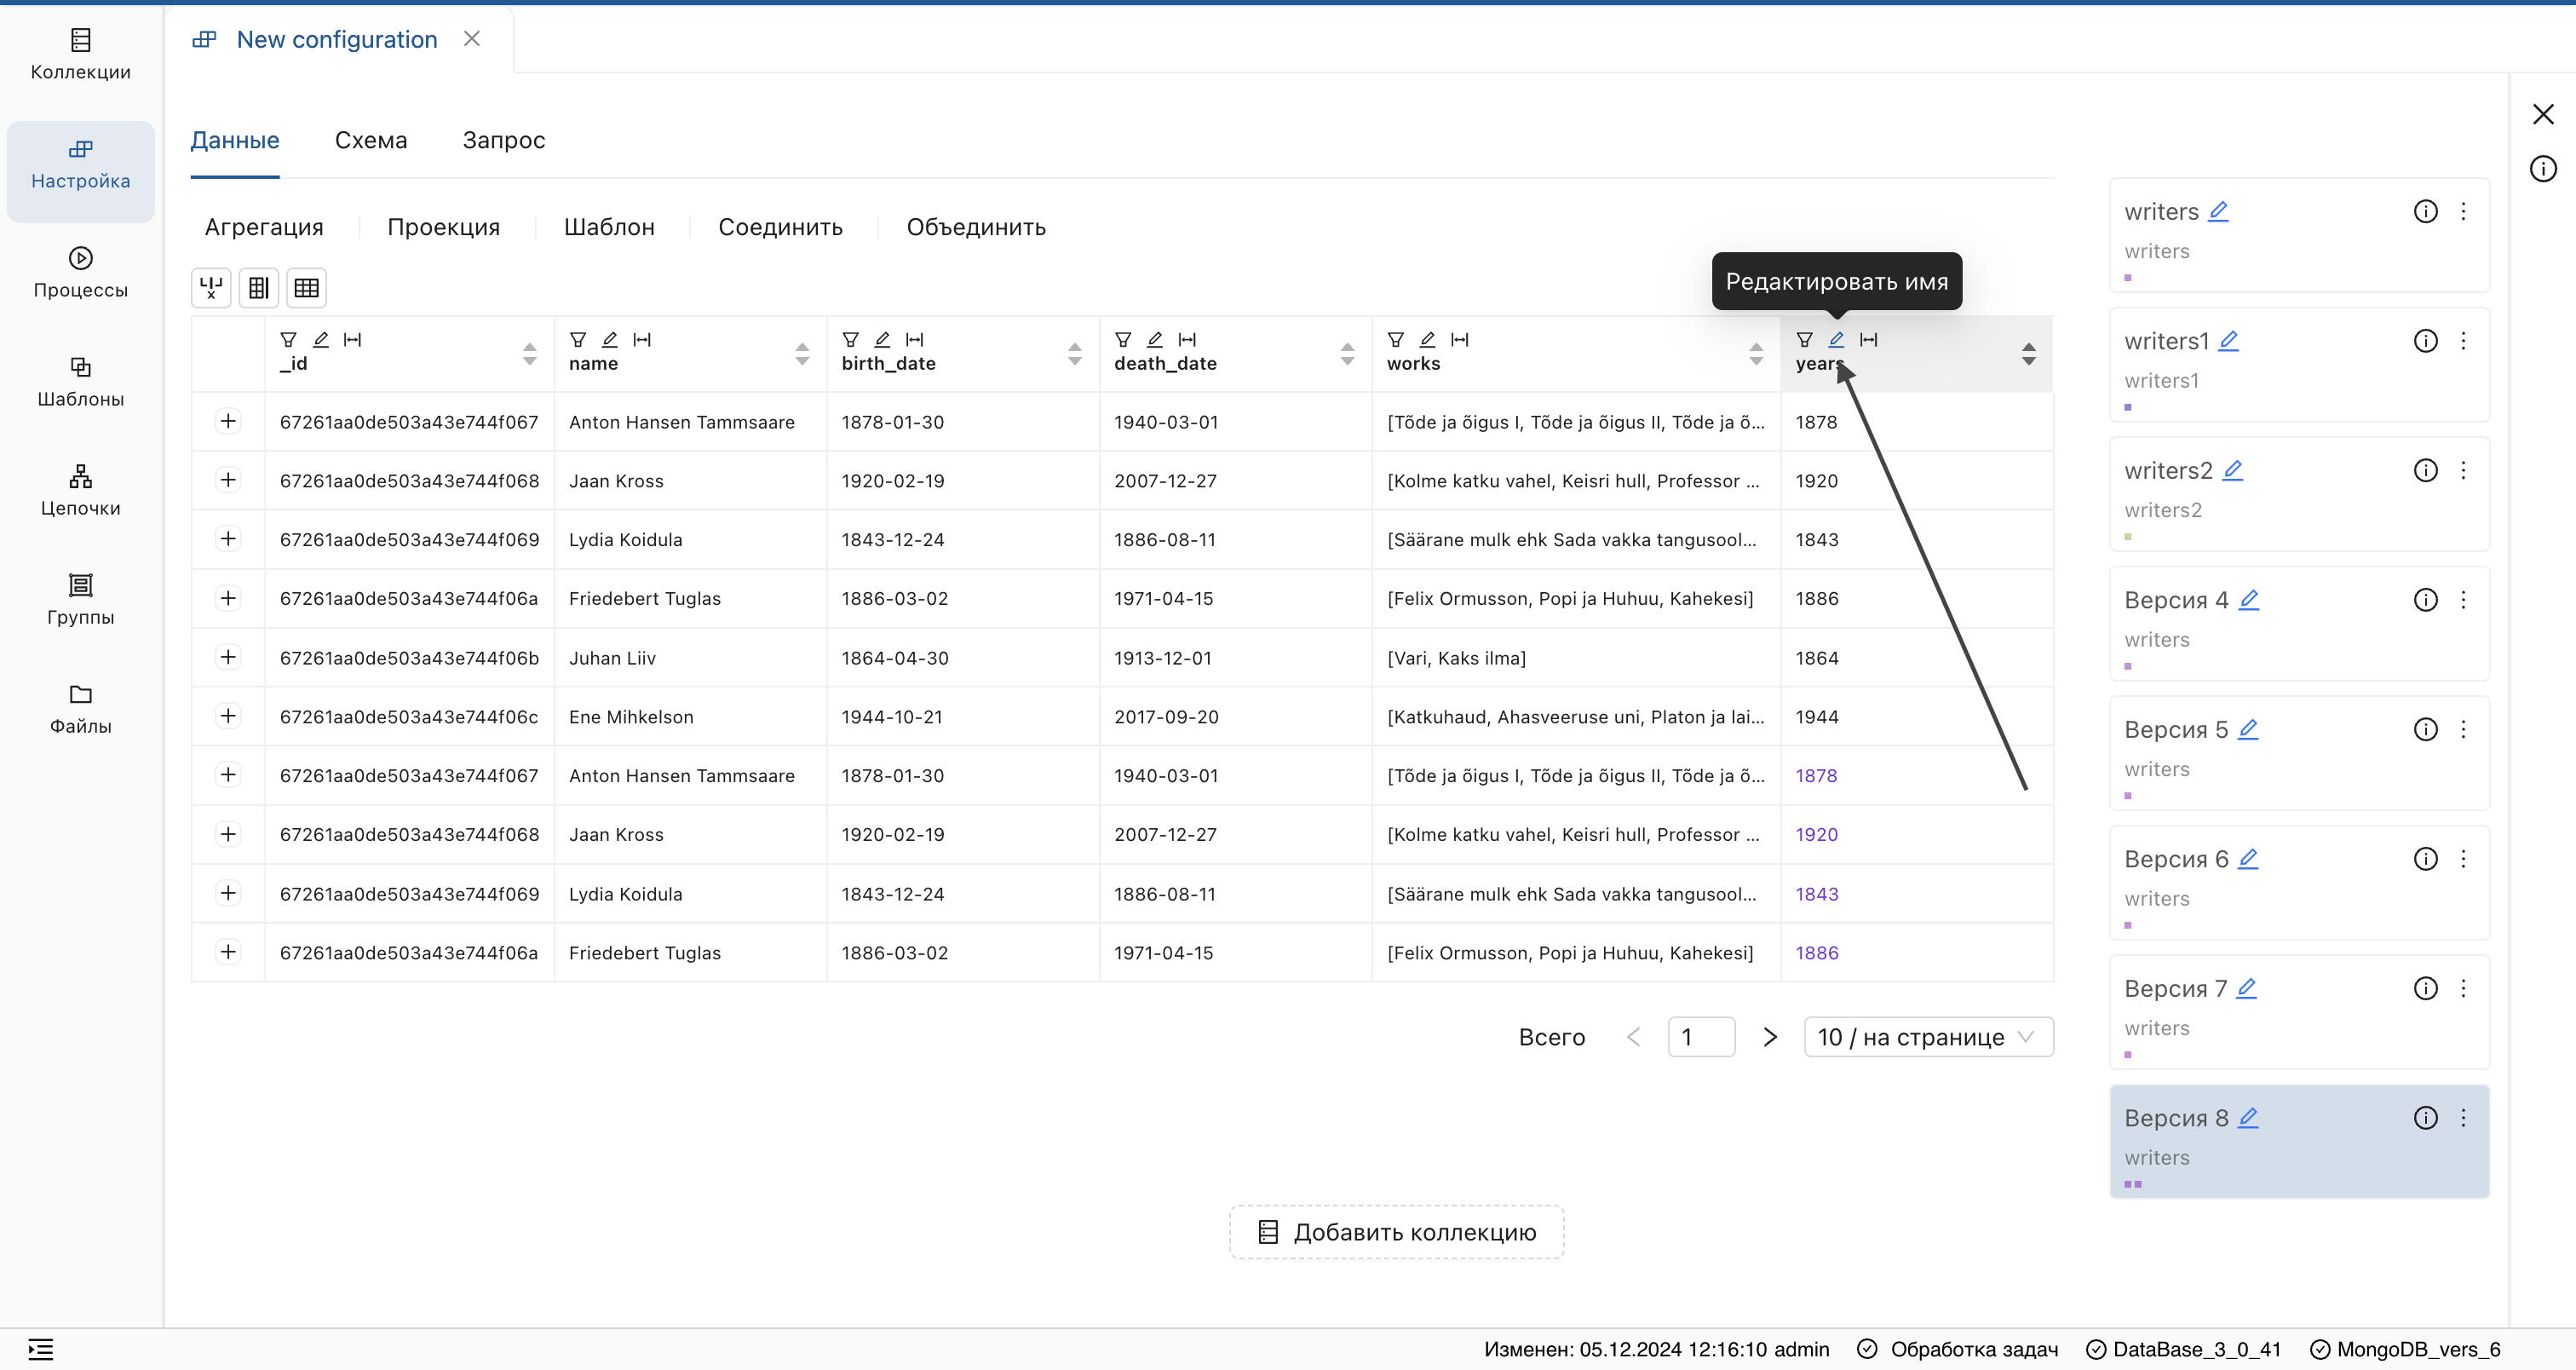 New configuration
Коллекции
Настройка
Процессы
Шаблоны
Цепочки
Группы
Файлы
Данные Схема Запрос
Агрегация Проекция Шаблон Соединить Объединить
Редактировать имя
_id name birth_date death_date works years
67261aa0de503a43e744f067 Anton Hansen Tammsaare 1878-01-30 1940-03-01 [Tõde ja õigus I, Tõde ja õigus II, Tõde ja õ... 1878
67261aa0de503a43e744f068 Jaan Kross 1920-02-19 2007-12-27 [Kolme katku vahel, Keisri hull, Professor ... 1920
67261aa0de503a43e744f069 Lydia Koidula 1843-12-24 1886-08-11 [Säärane mulk ehk Sada vakka tangusool... 1843
67261aa0de503a43e744f06a Friedebert Tuglas 1886-03-02 1971-04-15 [Felix Ormusson, Popi ja Huhuu, Kahekesi] 1886
67261aa0de503a43e744f06b Juhan Liiv 1864-04-30 1913-12-01 [Vari, Kaks ilma] 1864
67261aa0de503a43e744f06c Ene Mihkelson 1944-10-21 2017-09-20 [Katkuhaud, Ahasveeruse uni, Platon ja lai... 1944
67261aa0de503a43e744f067 Anton Hansen Tammsaare 1878-01-30 1940-03-01 [Tõde ja õigus I, Tõde ja õigus II, Tõde ja õ... 1878
67261aa0de503a43e744f068 Jaan Kross 1920-02-19 2007-12-27 [Kolme katku vahel, Keisri hull, Professor ... 1920
67261aa0de503a43e744f069 Lydia Koidula 1843-12-24 1886-08-11 [Säärane mulk ehk Sada vakka tangusool... 1843
67261aa0de503a43e744f06a Friedebert Tuglas 1886-03-02 1971-04-15 [Felix Ormusson, Popi ja Huhuu, Kahekesi] 1886
Всего 1 10 / на странице
Добавить коллекцию
writers
writers
writers1
writers1
writers2
writers2
Версия 4
writers
Версия 5
writers
Версия 6
writers
Версия 7
writers
Версия 8
writers
Изменен: 05.12.2024 12:16:10 admin Обработка задач DataBase_3_0_41 MongoDB_vers_6